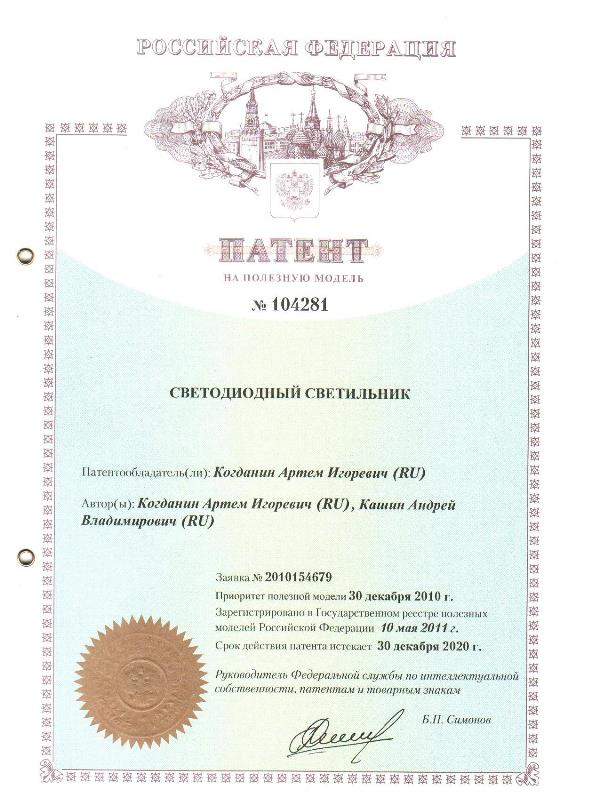 РОССИЙСКАЯ ФЕДЕРАЦИЯ
ПАТЕНТ
НА ПОЛЕЗНУЮ МОДЕЛЬ
№ 104281
СВЕТОДИОДНЫЙ СВЕТИЛЬНИК
Патентообладатель(ли): Когданин Артем Игоревич (RU)
Автор(ы): Когданин Артем Игоревич (RU), Кашин Андрей
Владимирович (RU)
Заявка № 2010154679
Приоритет полезной модели 30 декабря 2010 г.
Зарегистрировано в Государственном реестре полезных
моделей Российской Федерации 10 мая 2011 г.
Срок действия патента истекает 30 декабря 2020 г.
Руководитель Федеральной службы по интеллектуальной
собственности, патентам и товарным знакам
Б.П. Симонов